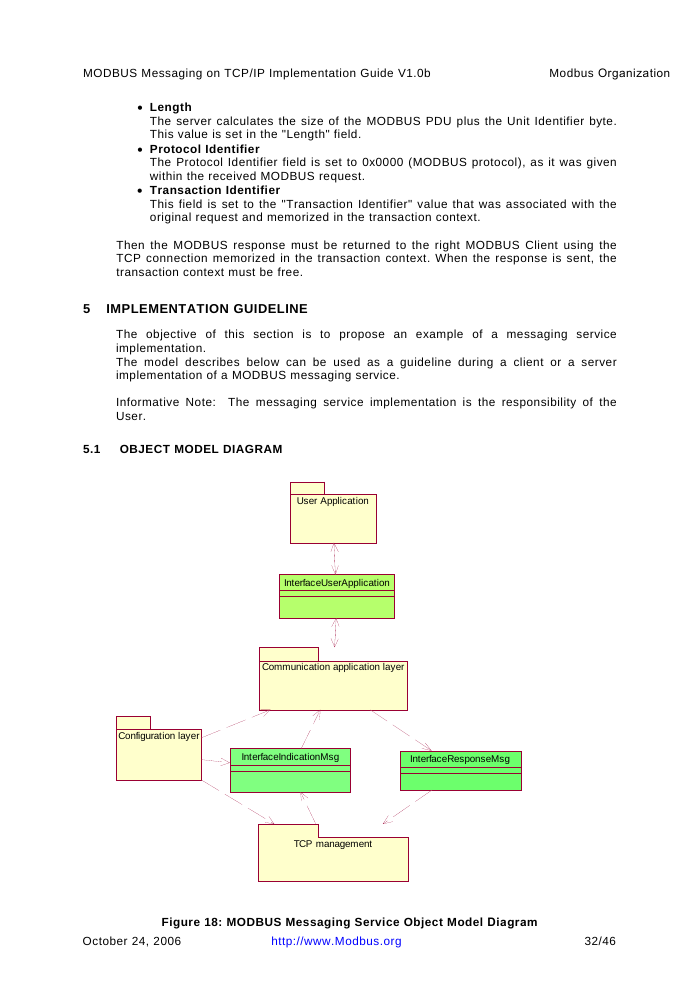 MODBUS Messaging on TCP/IP Implementation Guide V1.0b Modbus Organization
• Length
The server calculates the size of the MODBUS PDU plus the Unit Identifier byte.
This value is set in the "Length" field.
• Protocol Identifier
The Protocol Identifier field is set to 0x0000 (MODBUS protocol), as it was given
within the received MODBUS request.
• Transaction Identifier
This field is set to the "Transaction Identifier" value that was associated with the
original request and memorized in the transaction context.
Then the MODBUS response must be returned to the right MODBUS Client using the
TCP connection memorized in the transaction context. When the response is sent, the
transaction context must be free.
5 IMPLEMENTATION GUIDELINE
The objective of this section is to propose an example of a messaging service
implementation.
The model describes below can be used as a guideline during a client or a server
implementation of a MODBUS messaging service.
Informative Note: The messaging service implementation is the responsibility of the
User.
5.1 OBJECT MODEL DIAGRAM
User Application
InterfaceUserApplication
Communication application layer
Configuration layer
InterfaceIndicationMsg
InterfaceResponseMsg
TCP management
Figure 18: MODBUS Messaging Service Object Model Diagram
October 24, 2006 http://www.Modbus.org 32/46